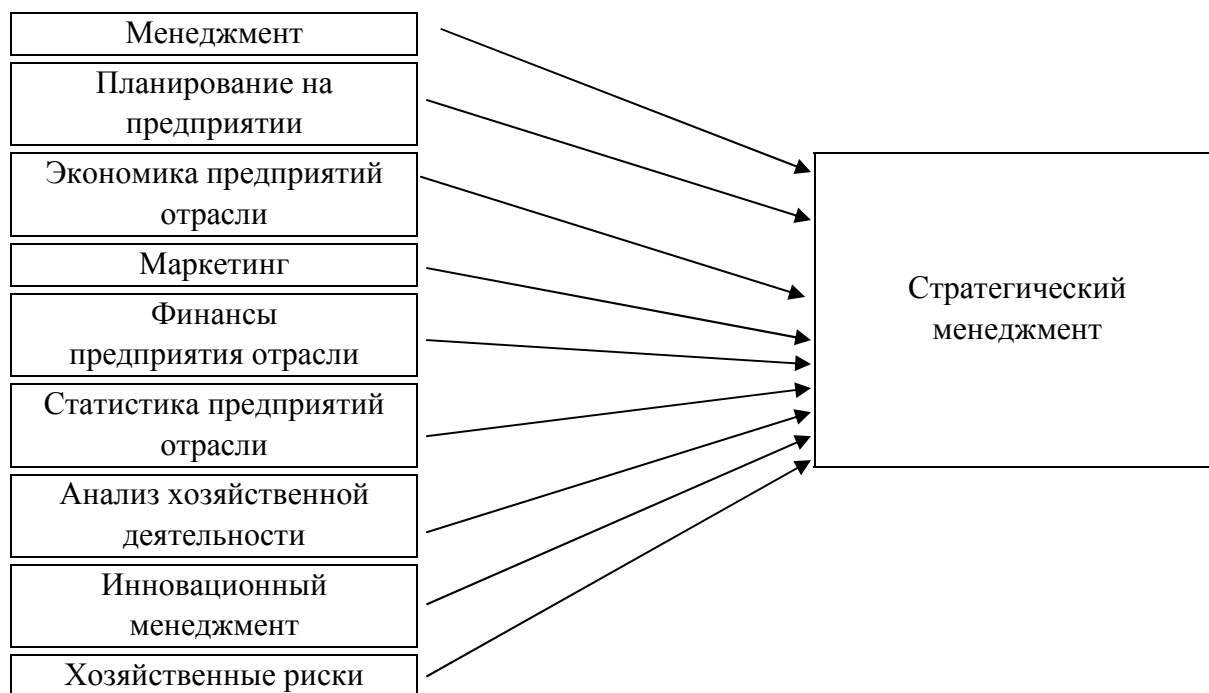 Менеджмент
Планирование на
предприятии
Экономика предприятий
отрасли
Маркетинг
Финансы
предприятия отрасли
Статистика предприятий
отрасли
Анализ хозяйственной
деятельности
Инновационный
менеджмент
Хозяйственные риски
Стратегический
менеджмент